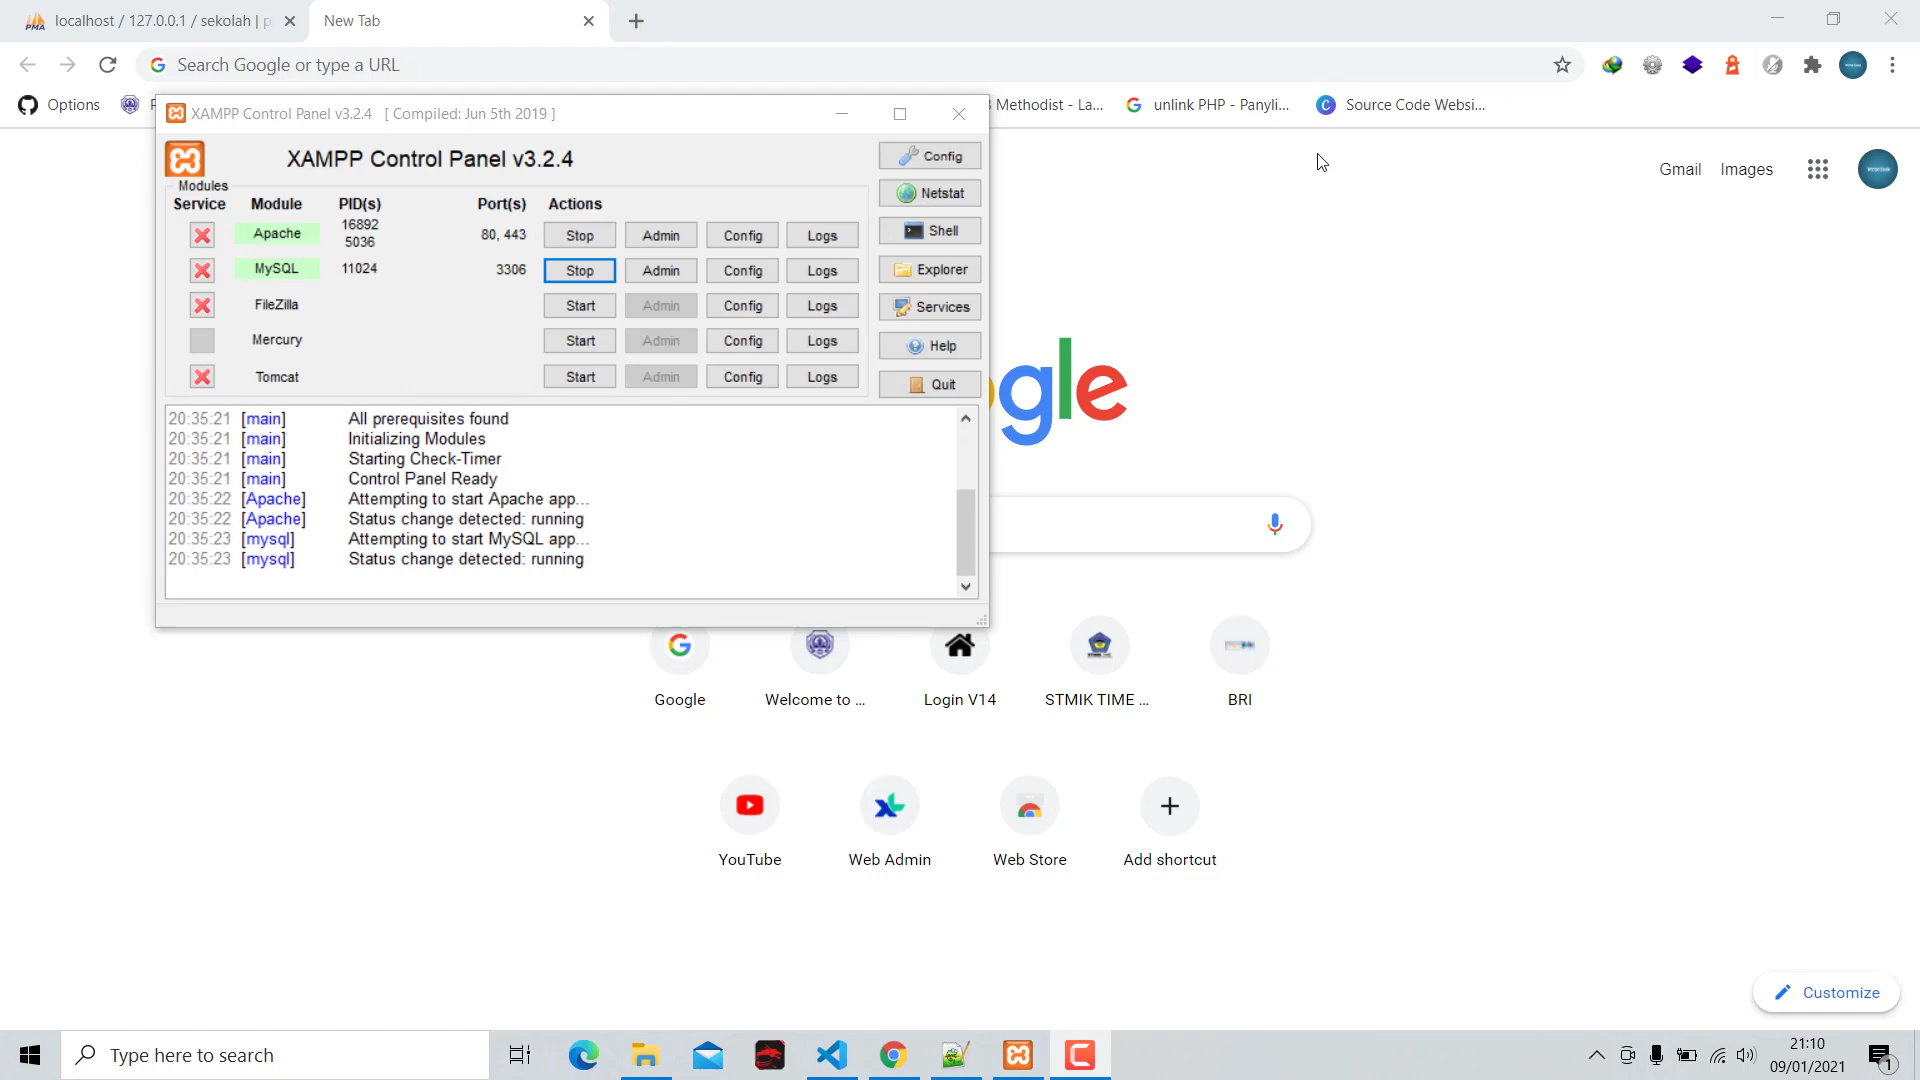 localhost / 127.0.0.1 / sekolah | p
New Tab
Search Google or type a URL
Options
Methodist - La...
unlink PHP - Panyli...
Source Code Websi...
XAMPP Control Panel v3.2.4 [ Compiled: Jun 5th 2019 ]
XAMPP Control Panel v3.2.4
Config
Gmail
Images
Modules
Service Module PID(s) Port(s) Actions
Netstat
Apache 16892 5036 80, 443 Stop Admin Config Logs
Shell
MySQL 11024 3306 Stop Admin Config Logs
Explorer
FileZilla Start Admin Config Logs
Services
Mercury Start Admin Config Logs
Help
Tomcat Start Admin Config Logs
Quit
gle
20:35:21 [main] All prerequisites found
20:35:21 [main] Initializing Modules
20:35:21 [main] Starting Check-Timer
20:35:21 [main] Control Panel Ready
20:35:22 [Apache] Attempting to start Apache app...
20:35:22 [Apache] Status change detected: running
20:35:23 [mysql] Attempting to start MySQL app...
20:35:23 [mysql] Status change detected: running
Google
Welcome to ...
Login V14
STMIK TIME ...
BRI
YouTube
Web Admin
Web Store
Add shortcut
Customize
Type here to search
21:10
09/01/2021
1